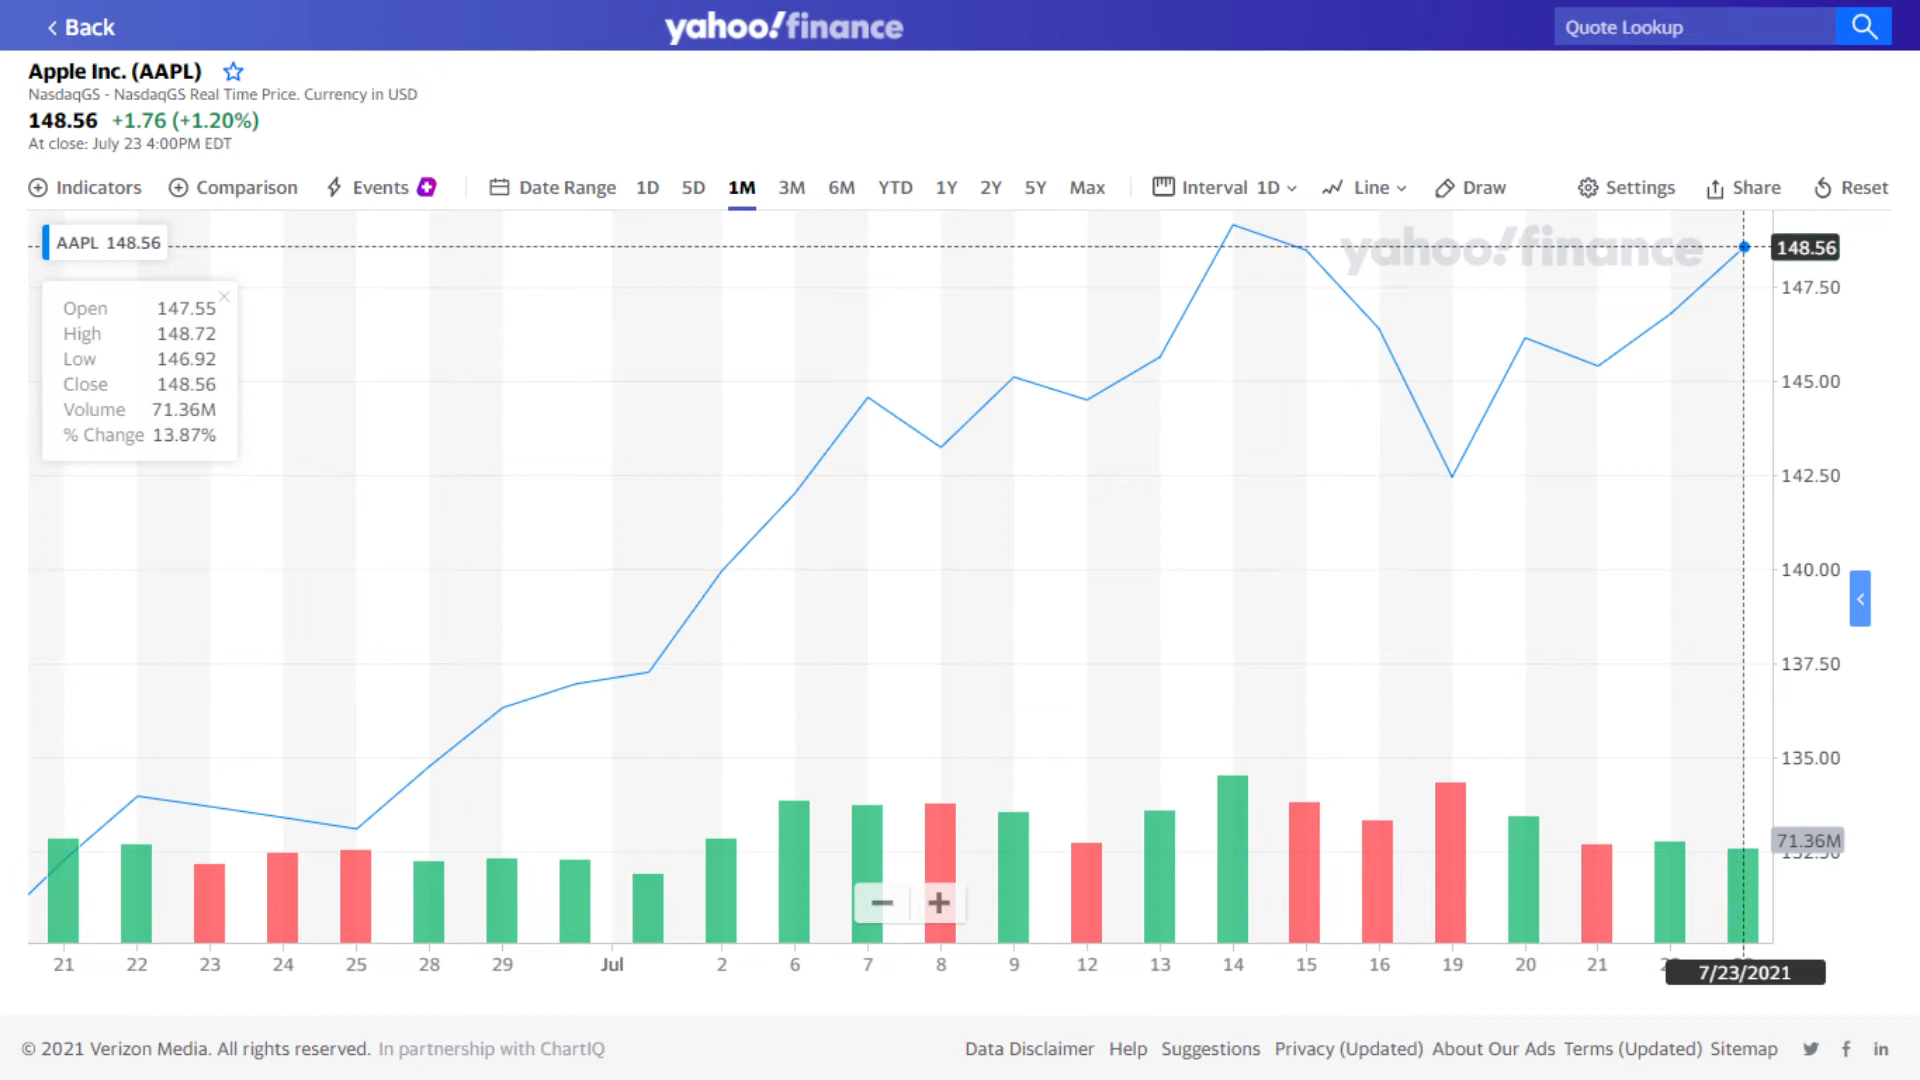 Back
yahoo!finance
Quote Lookup
Apple Inc. (AAPL)
NasdaqGS - NasdaqGS Real Time Price. Currency in USD
148.56 +1.76 (+1.20%)
At close: July 23 4:00PM EDT
Indicators Comparison Events Date Range 1D 5D 1M 3M 6M YTD 1Y 2Y 5Y Max Interval 1D Line Draw Settings Share Reset
AAPL 148.56
yahoo!finance
148.56
Open 147.55
High 148.72
Low 146.92
Close 148.56
Volume 71.36M
% Change 13.87%
147.50
145.00
142.50
140.00
137.50
135.00
71.36M
132.50
21 22 23 24 25 28 29 Jul 2 6 7 8 9 12 13 14 15 16 19 20 21
7/23/2021
© 2021 Verizon Media. All rights reserved. In partnership with ChartIQ
Data Disclaimer Help Suggestions Privacy (Updated) About Our Ads Terms (Updated) Sitemap